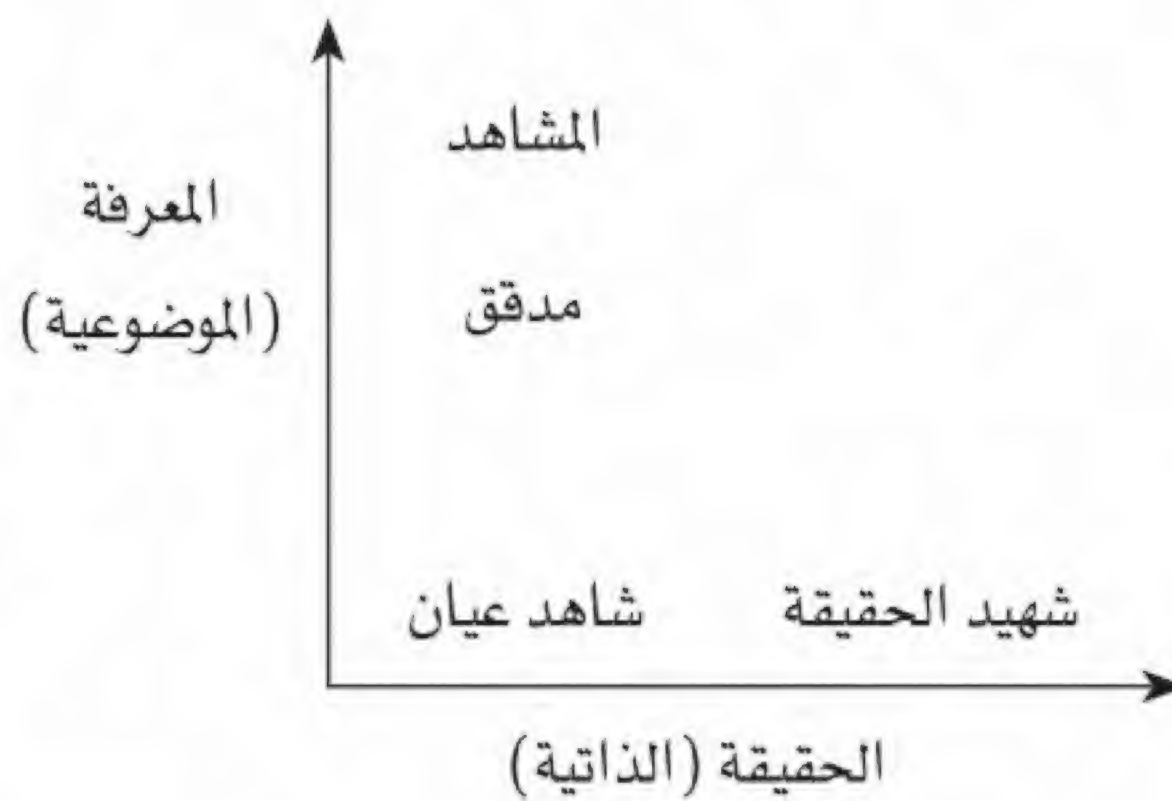 المشاهد
المعرفة
(الموضوعية)
مدقق
شهيد الحقيقة
شاهد عيان
الحقيقة (الذاتية)